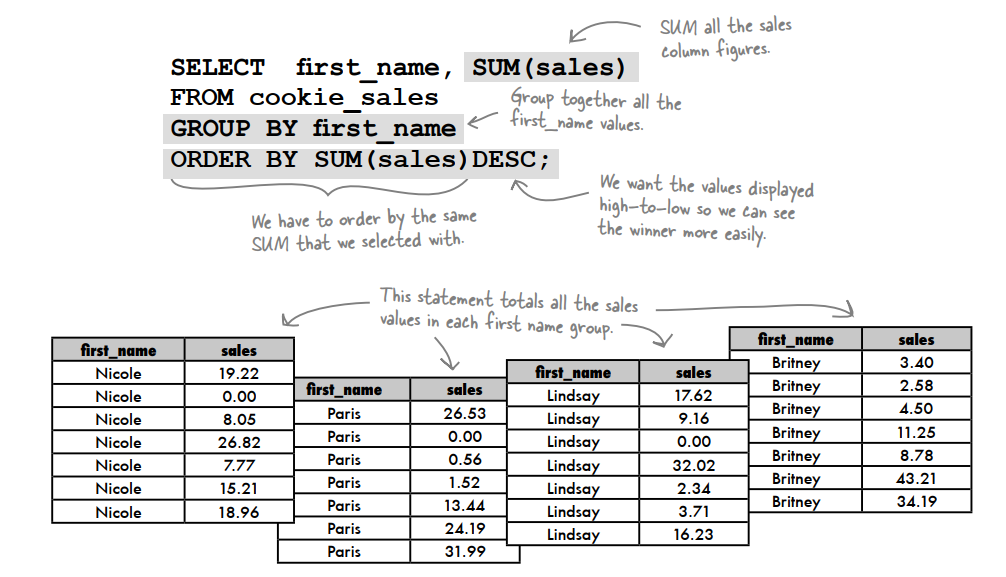 SUM all the sales
column figures.
SELECT first_name, SUM(sales)
FROM cookie_sales
Group together all the
first_name values.
GROUP BY first_name
ORDER BY SUM(sales)DESC;
We have to order by the same
SUM that we selected with.
We want the values displayed
high-to-low so we can see
the winner more easily.
This statement totals all the sales
values in each first name group.
first_name sales
Nicole 19.22
Nicole 0.00
Nicole 8.05
Nicole 26.82
Nicole 7.77
Nicole 15.21
Nicole 18.96
first_name sales
Paris 26.53
Paris 0.00
Paris 0.56
Paris 1.52
Paris 13.44
Paris 24.19
Paris 31.99
first_name sales
Lindsay 17.62
Lindsay 9.16
Lindsay 0.00
Lindsay 32.02
Lindsay 2.34
Lindsay 3.71
Lindsay 16.23
first_name sales
Britney 3.40
Britney 2.58
Britney 4.50
Britney 11.25
Britney 8.78
Britney 43.21
Britney 34.19